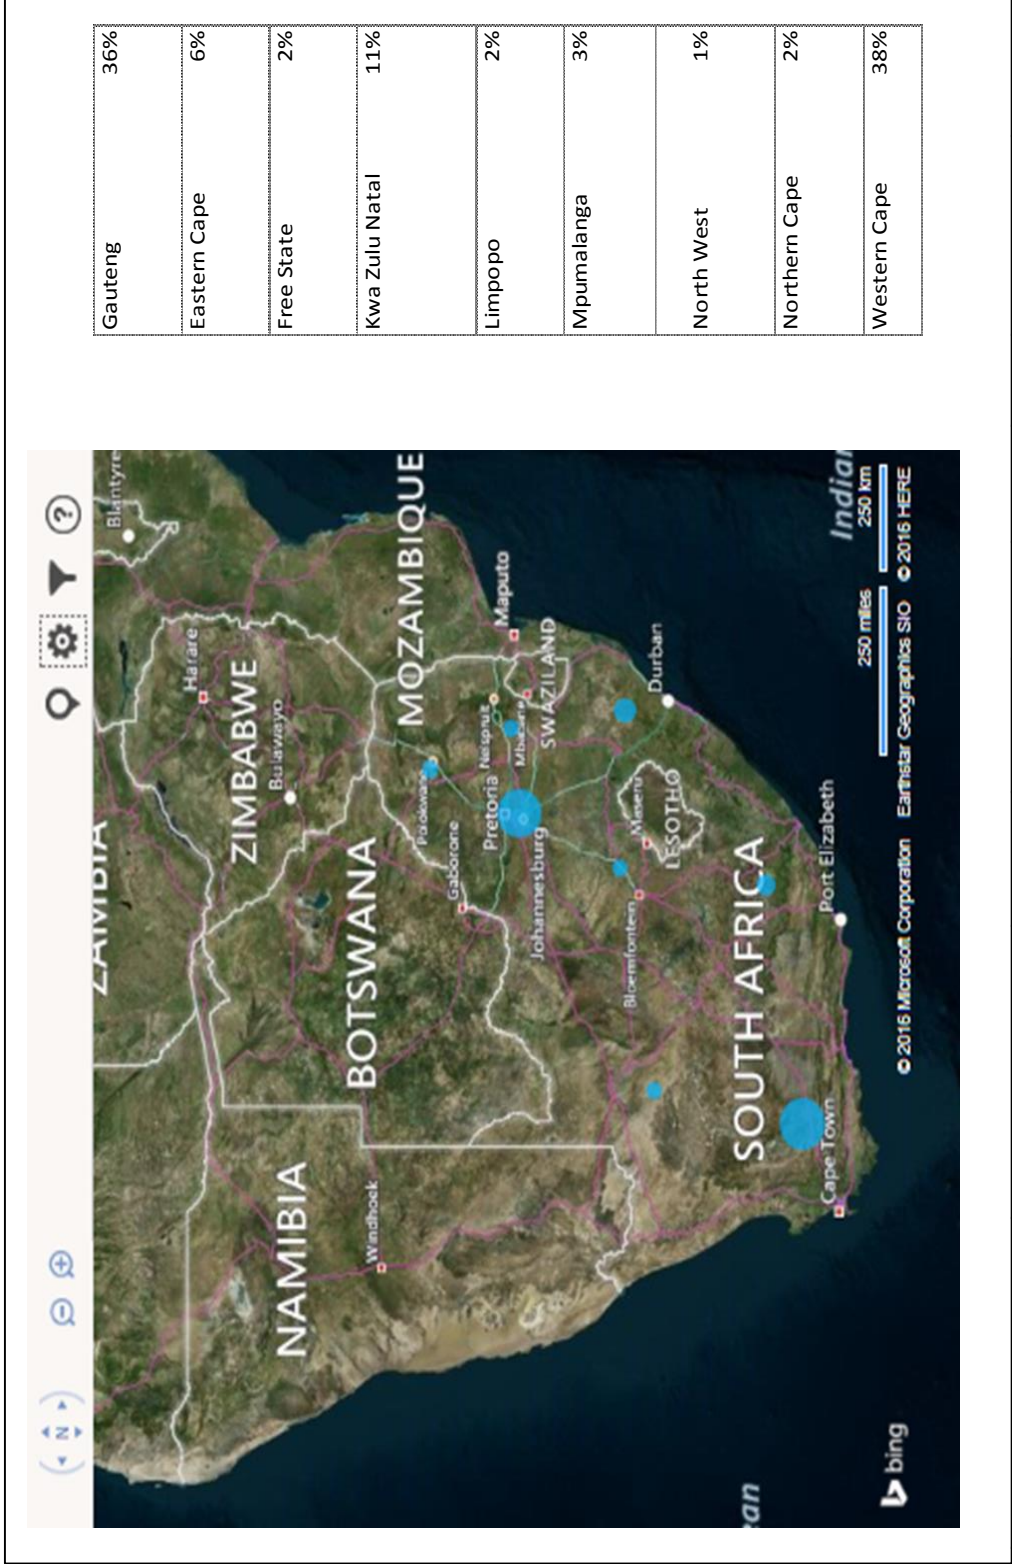 ZAMBIA
Blantyre
Harare
ZIMBABWE
Bulawayo
NAMIBIA
Windhoek
BOTSWANA
MOZAMBIQUE
Polokwane
Gaborone
Pretoria
Nelspruit
Maputo
Johannesburg
SWAZILAND
Bloemfontein
Maseru
LESOTHO
Durban
SOUTH AFRICA
Port Elizabeth
Cape Town
Indian
ean
250 miles
250 km
bing
© 2016 Microsoft Corporation Earthstar Geographics SIO © 2016 HERE
N
?
Gauteng 36%
Eastern Cape 6%
Free State 2%
Kwa Zulu Natal 11%
Limpopo 2%
Mpumalanga 3%
North West 1%
Northern Cape 2%
Western Cape 38%